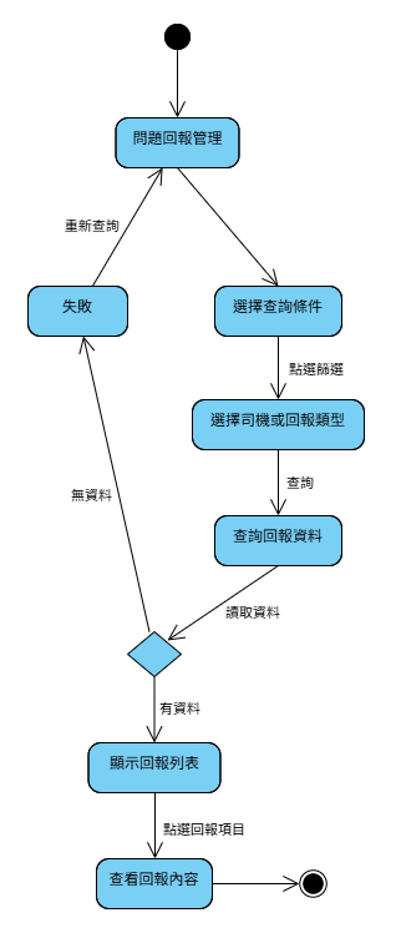 問題回報管理
重新查詢
失敗
選擇查詢條件
點選篩選
選擇司機或回報類型
無資料
查詢
查詢回報資料
讀取資料
有資料
顯示回報列表
點選回報項目
查看回報內容